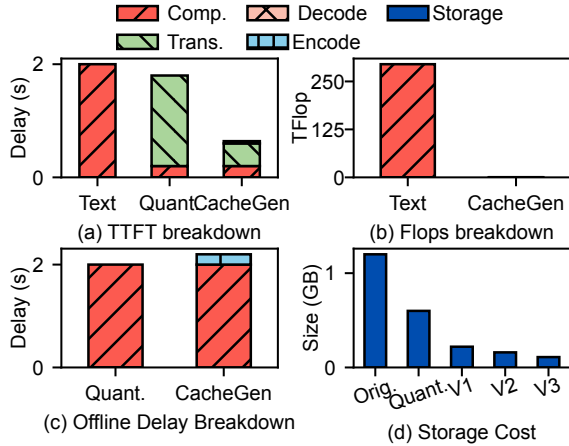 Comp. Decode Storage
Trans. Encode
Delay (s)
2
0
Text Quant. CacheGen
(a) TTFT breakdown
TFlop
250
125
0
Text CacheGen
(b) Flops breakdown
Delay (s)
2
0
Quant. CacheGen
(c) Offline Delay Breakdown
Size (GB)
1
0
Orig. Quant. V1 V2 V3
(d) Storage Cost